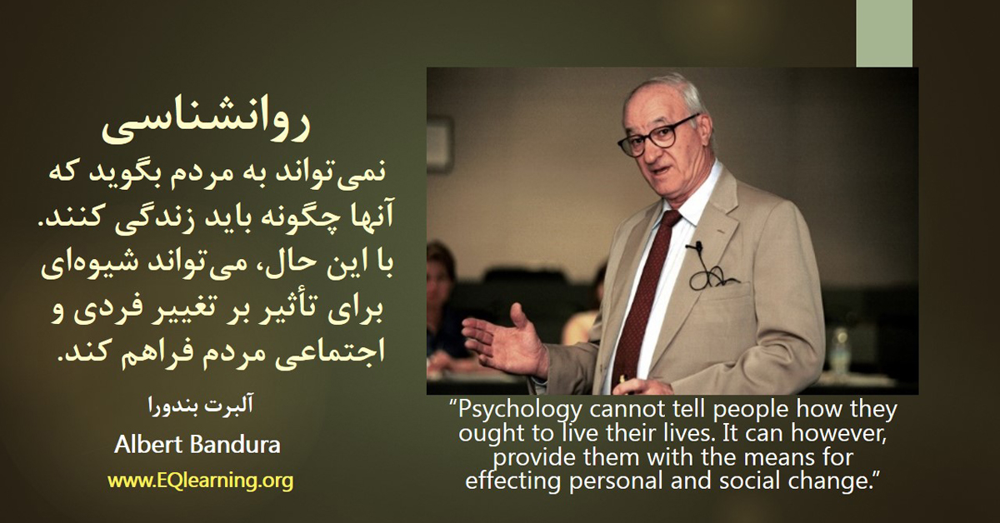 روانشناسی
نمی‌تواند به مردم بگوید که
آنها چگونه باید زندگی کنند.
با این حال، می‌تواند شیوه‌ای
برای تأثیر بر تغییر فردی و
اجتماعی مردم فراهم کند.
آلبرت بندورا
Albert Bandura
www.EQlearning.org
“Psychology cannot tell people how they
ought to live their lives. It can however,
provide them with the means for
effecting personal and social change.”